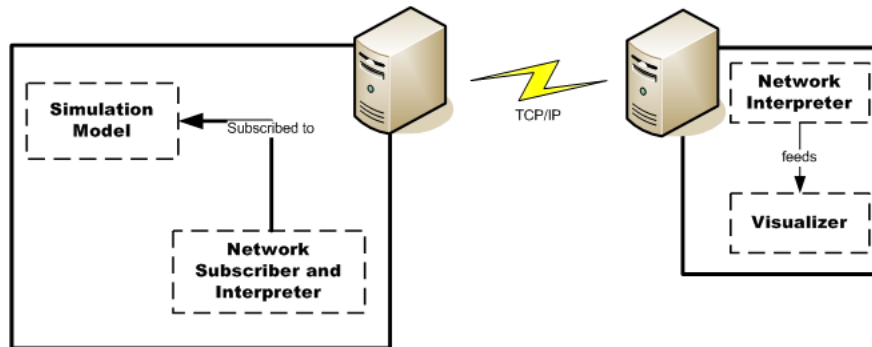 Simulation
Model
Subscribed to
Network
Subscriber and
Interpreter
TCP/IP
Network
Interpreter
feeds
Visualizer